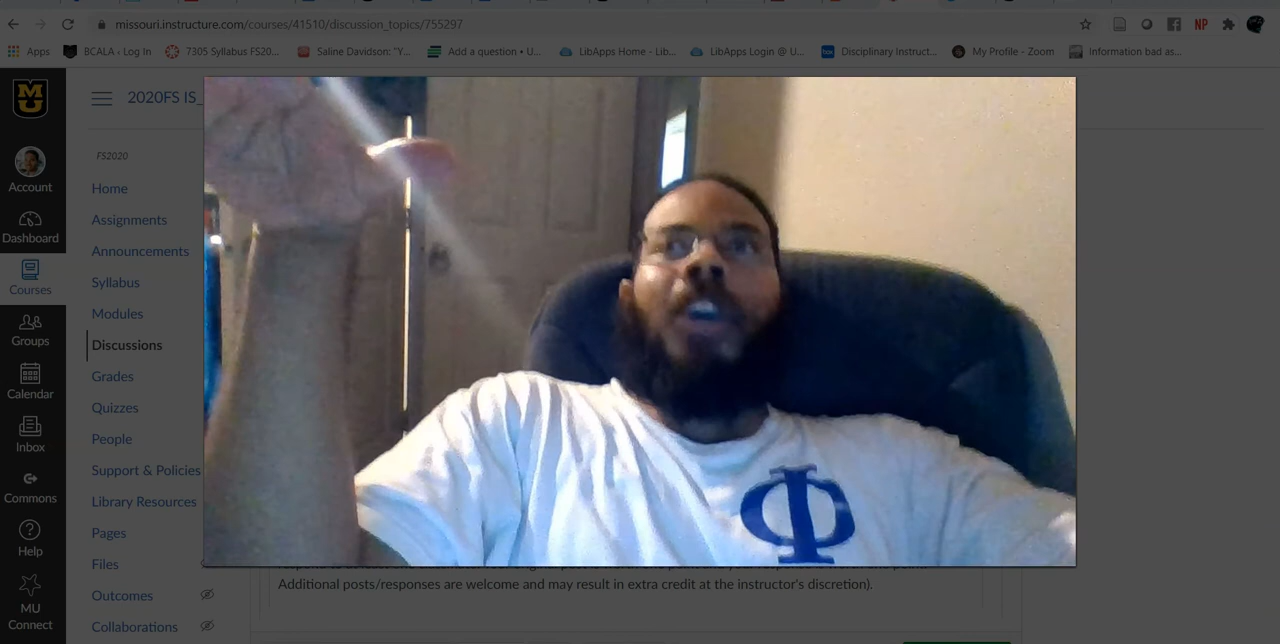 missouri.instructure.com/courses/41510/discussion_topics/755297
NP
Apps
BCALA ‹ Log In
7305 Syllabus FS20...
Saline Davidson: "Y...
Add a question • U...
LibApps Home - Lib...
LibApps Login @ U...
box
Disciplinary Instruct...
My Profile - Zoom
Information bad as...
MU
2020FS IS_
FS2020
Account
Dashboard
Courses
Groups
Calendar
Inbox
Commons
Help
MU
Connect
Home
Assignments
Announcements
Syllabus
Modules
Discussions
Grades
Quizzes
People
Support & Policies
Library Resources
Pages
Files
Outcomes
Collaborations
Φ
Additional posts/responses are welcome and may result in extra credit at the instructor's discretion).